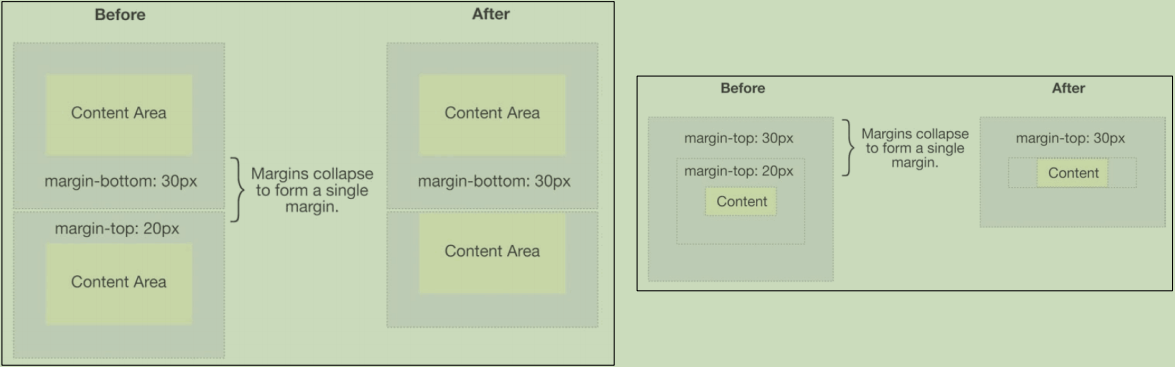 Before
After
Content Area
Content Area
margin-bottom: 30px
Margins collapse
to form a single
margin.
margin-bottom: 30px
margin-top: 20px
Content Area
Content Area
Before
After
margin-top: 30px
Margins collapse
to form a single
margin.
margin-top: 30px
margin-top: 20px
Content
Content